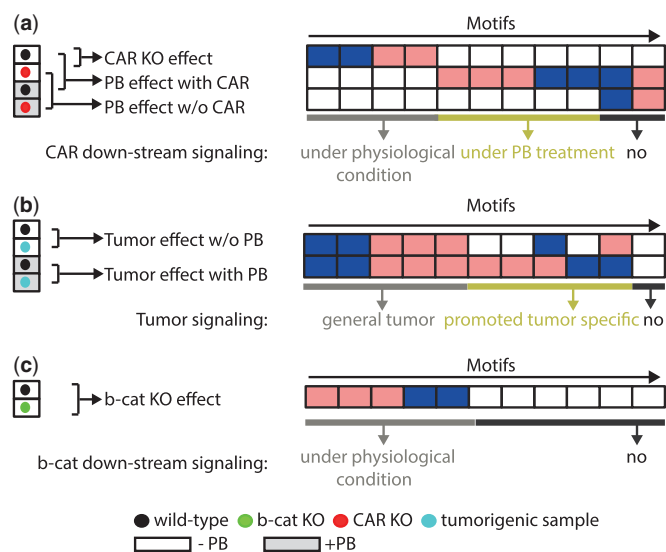 (a)
Motifs
CAR KO effect
PB effect with CAR
PB effect w/o CAR
CAR down-stream signaling:
under physiological
condition
under PB treatment
no
(b)
Motifs
Tumor effect w/o PB
Tumor effect with PB
Tumor signaling:
general tumor
promoted tumor specific
no
(c)
Motifs
b-cat KO effect
b-cat down-stream signaling:
under physiological
condition
no
wild-type
b-cat KO
CAR KO
tumorigenic sample
- PB
+PB